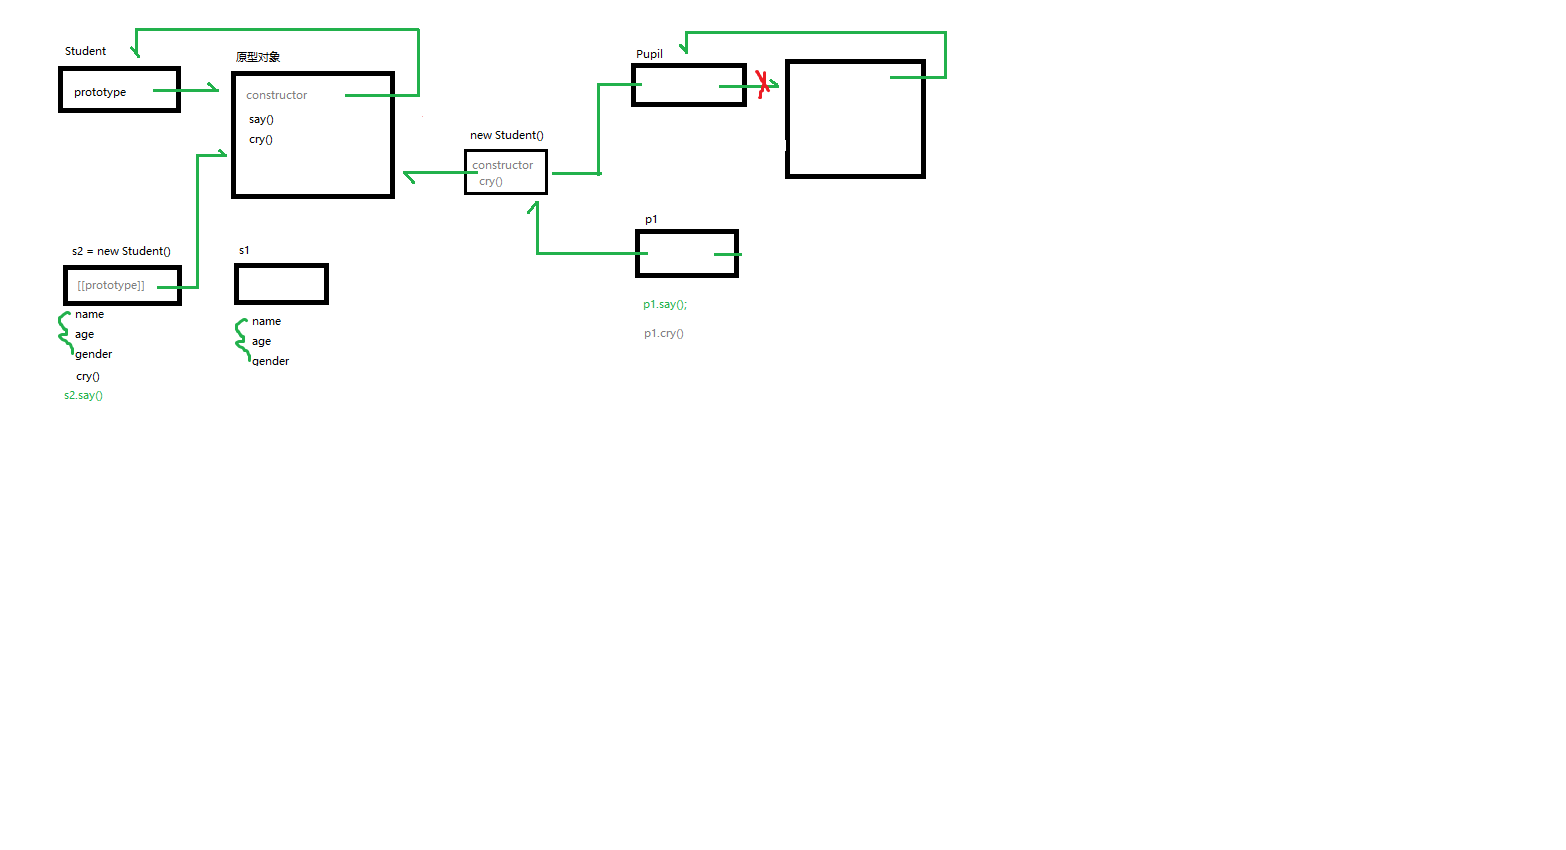 Student
prototype
原型对象
constructor
say()
cry()
new Student()
constructor
cry()
Pupil
p1
p1.say();
p1.cry()
s2 = new Student()
[[prototype]]
name
age
gender
cry()
s2.say()
s1
name
age
gender